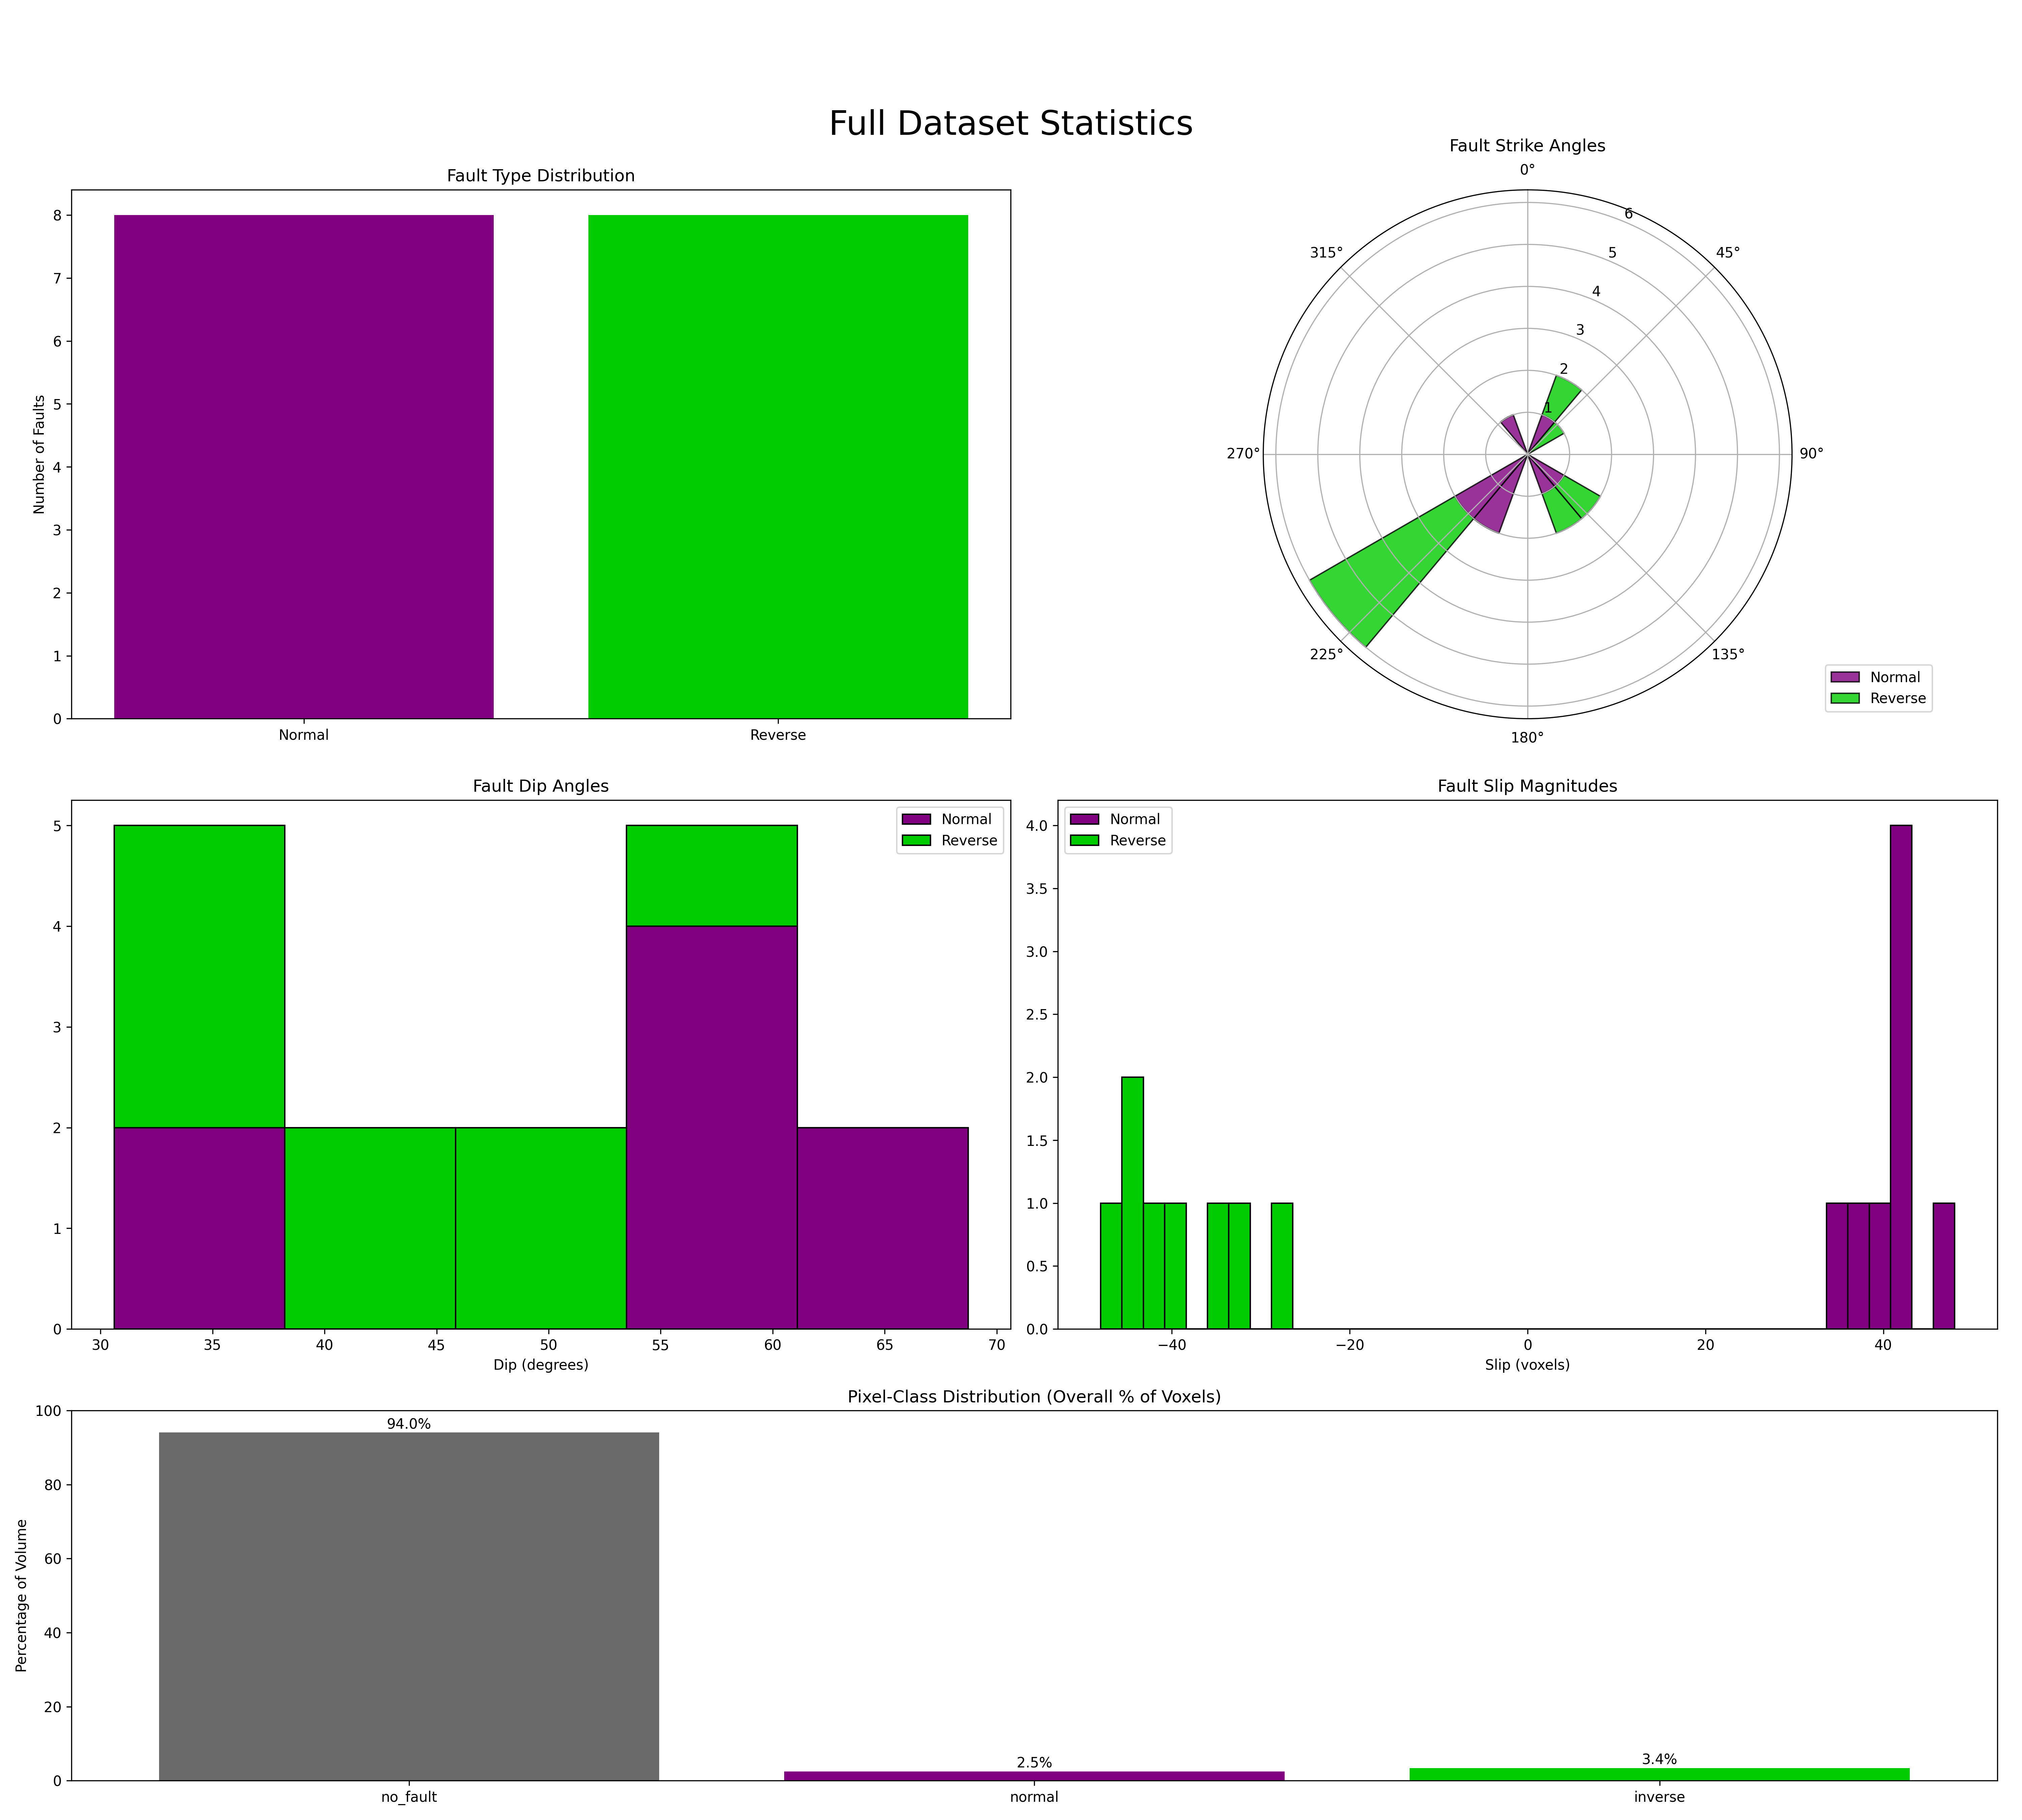 Full Dataset Statistics
Fault Type Distribution
Number of Faults
8
7
6
5
4
3
2
1
0
Normal
Reverse
Fault Strike Angles
0°
45°
90°
135°
180°
225°
270°
315°
1
2
3
4
5
6
Normal
Reverse
Fault Dip Angles
5
4
3
2
1
0
30
35
40
45
50
55
60
65
70
Dip (degrees)
Normal
Reverse
Fault Slip Magnitudes
4.0
3.5
3.0
2.5
2.0
1.5
1.0
0.5
0.0
−40
−20
0
20
40
Slip (voxels)
Normal
Reverse
Pixel-Class Distribution (Overall % of Voxels)
Percentage of Volume
100
80
60
40
20
0
94.0%
2.5%
3.4%
no_fault
normal
inverse